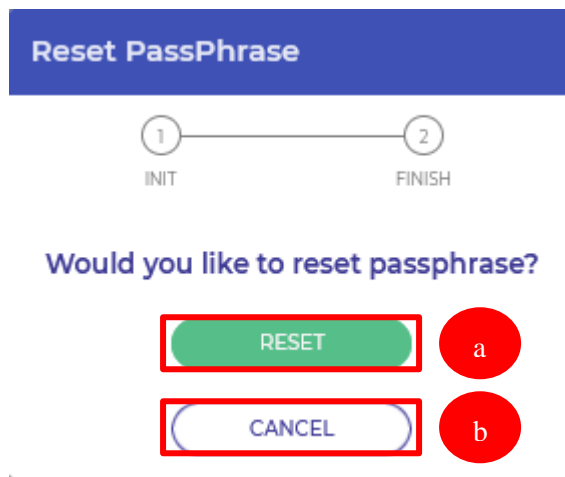 Reset PassPhrase
1 2
INIT FINISH
Would you like to reset passphrase?
RESET a
CANCEL b